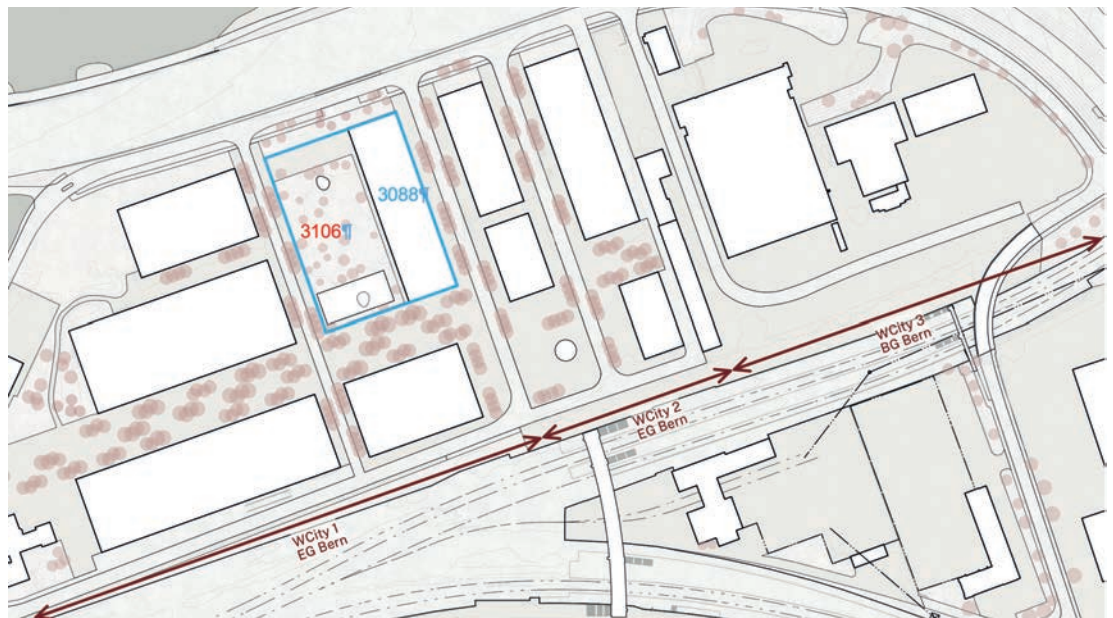 3088¶
3106¶
WCity 3
BG Bern
WCity 2
EG Bern
WCity 1
EG Bern